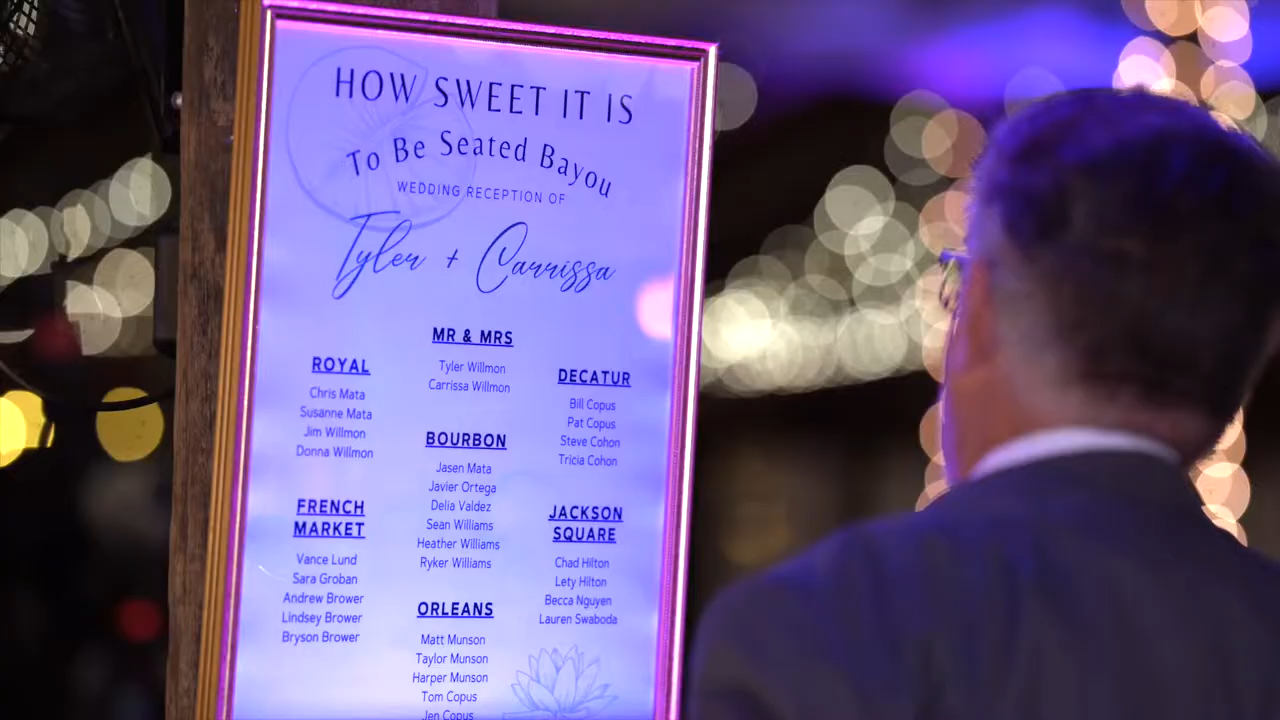 HOW SWEET IT IS
To Be Seated Bayou
WEDDING RECEPTION OF
Tyler + Carrissa
MR & MRS
Tyler Willmon
Carrissa Willmon
ROYAL
Chris Mata
Susanne Mata
Jim Willmon
Donna Willmon
DECATUR
Bill Copus
Pat Copus
Steve Cohon
Tricia Cohon
BOURBON
Jasen Mata
Javier Ortega
Delia Valdez
Sean Williams
Heather Williams
Ryker Williams
FRENCH
MARKET
Vance Lund
Sara Groban
Andrew Brower
Lindsey Brower
Bryson Brower
JACKSON
SQUARE
Chad Hilton
Lety Hilton
Becca Nguyen
Lauren Swaboda
ORLEANS
Matt Munson
Taylor Munson
Harper Munson
Tom Copus
Jen Copus